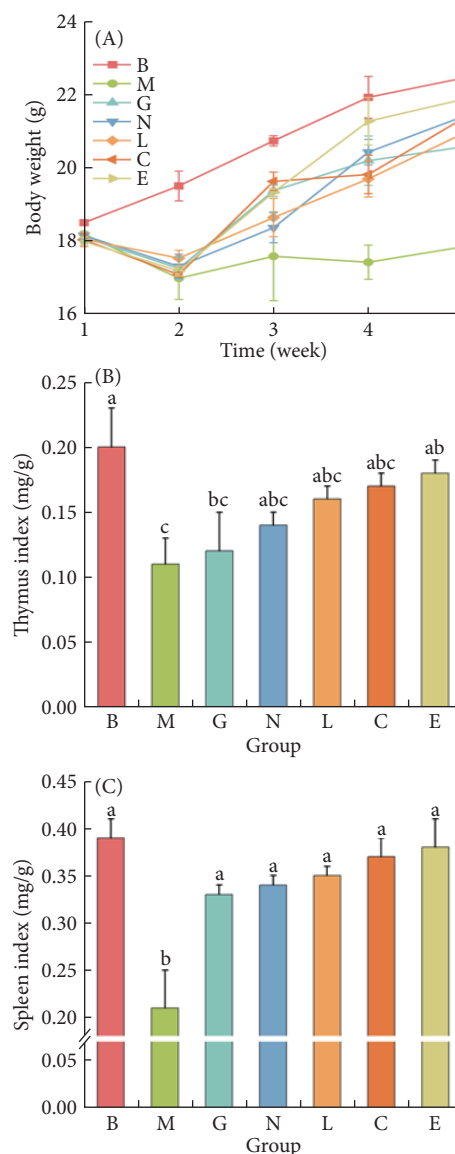 (A)
24
22
20
18
16
Body weight (g)
B
M
G
N
L
C
E
1 2 3 4
Time (week)
(B)
0.25
0.20
0.15
0.10
0.05
0.00
Thymus index (mg/g)
a c bc abc abc abc ab
B M G N L C E
Group
(C)
0.45
0.40
0.35
0.30
0.25
0.20
0.05
0.00
Spleen index (mg/g)
a b a a a a a
B M G N L C E
Group